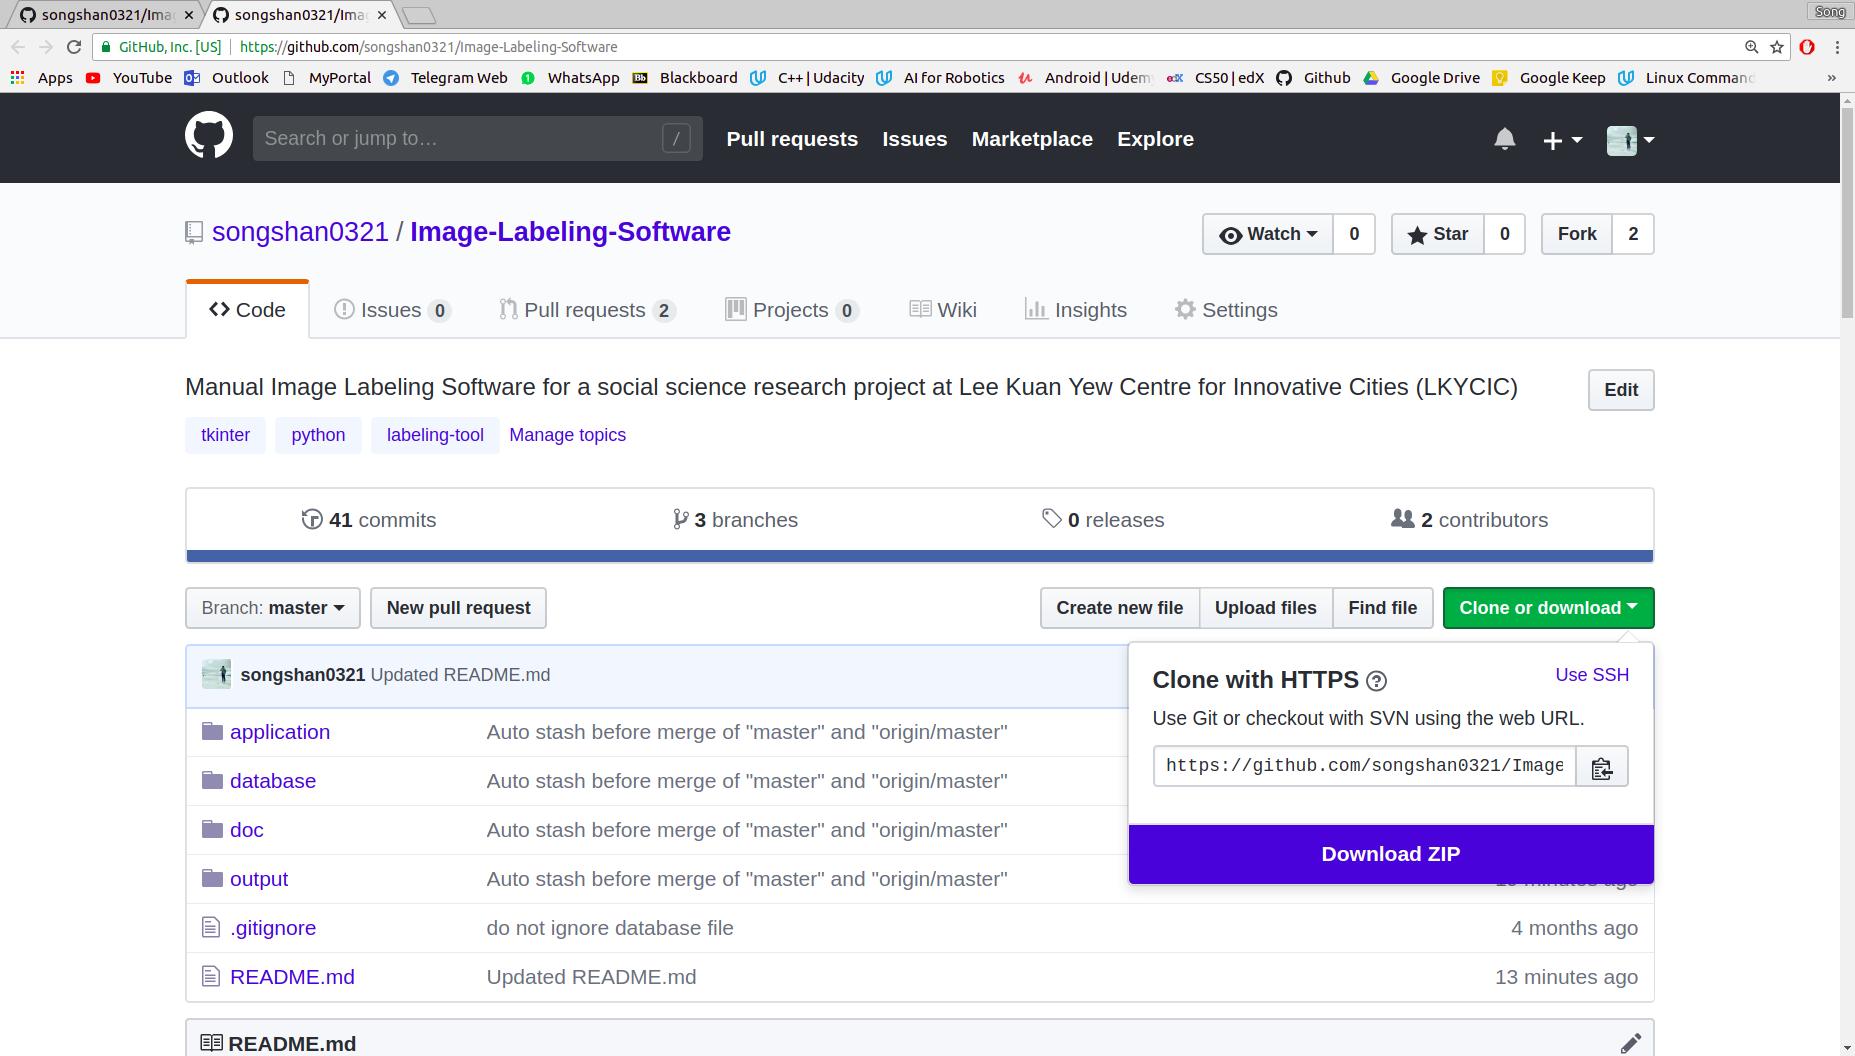 songshan0321/Ima
songshan0321/Ima
Song
GitHub, Inc. [US] https://github.com/songshan0321/Image-Labeling-Software
Apps YouTube Outlook MyPortal Telegram Web WhatsApp Blackboard C++ | Udacity AI for Robotics Android | Udemy CS50 | edX Github Google Drive Google Keep Linux Command »
Search or jump to… / Pull requests Issues Marketplace Explore
songshan0321 / Image-Labeling-Software Watch 0 Star 0 Fork 2
Code Issues 0 Pull requests 2 Projects 0 Wiki Insights Settings
Manual Image Labeling Software for a social science research project at Lee Kuan Yew Centre for Innovative Cities (LKYCIC) Edit
tkinter python labeling-tool Manage topics
41 commits 3 branches 0 releases 2 contributors
Branch: master New pull request Create new file Upload files Find file Clone or download
songshan0321 Updated README.md
Clone with HTTPS ? Use SSH
Use Git or checkout with SVN using the web URL.
https://github.com/songshan0321/Image
Download ZIP
application Auto stash before merge of "master" and "origin/master"
database Auto stash before merge of "master" and "origin/master"
doc Auto stash before merge of "master" and "origin/master"
output Auto stash before merge of "master" and "origin/master" minutes ago
.gitignore do not ignore database file 4 months ago
README.md Updated README.md 13 minutes ago
README.md